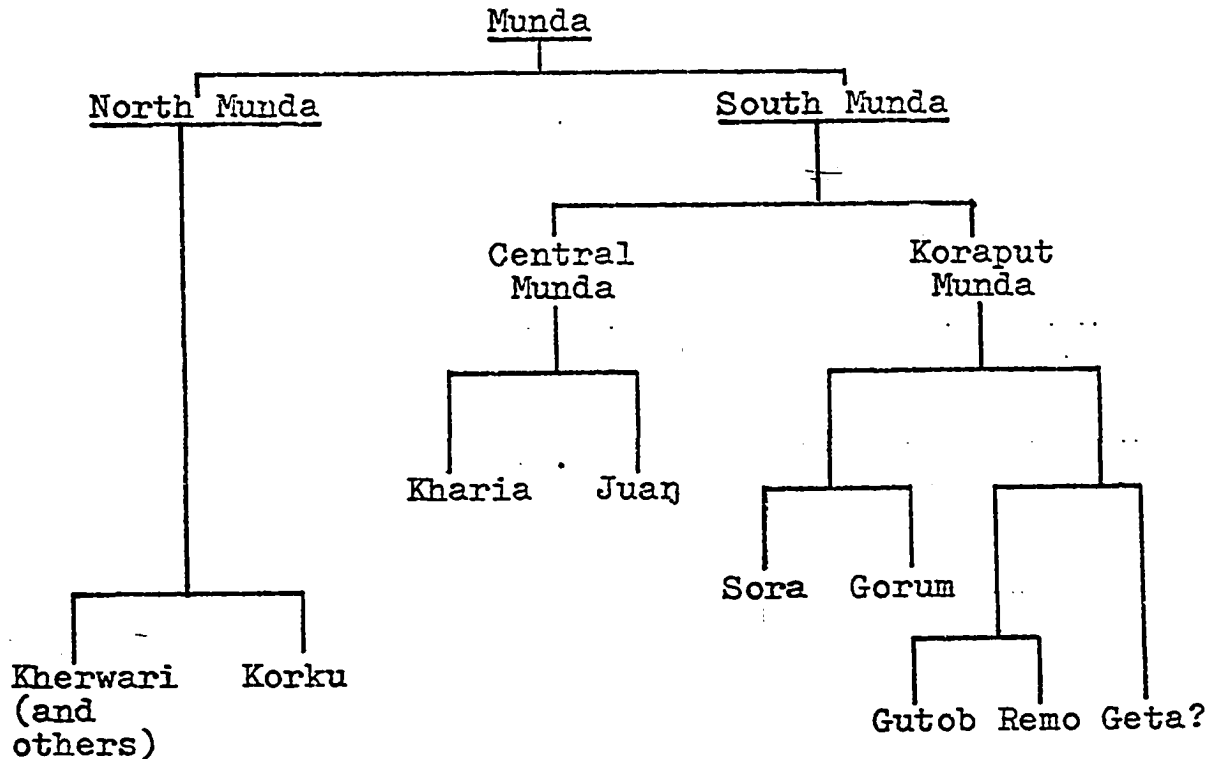 Munda
North Munda
South Munda
Central
Munda
Koraput
Munda
Kharia
Juaŋ
Sora
Gorum
Kherwari
(and
others)
Korku
Gutob
Remo
Geta?